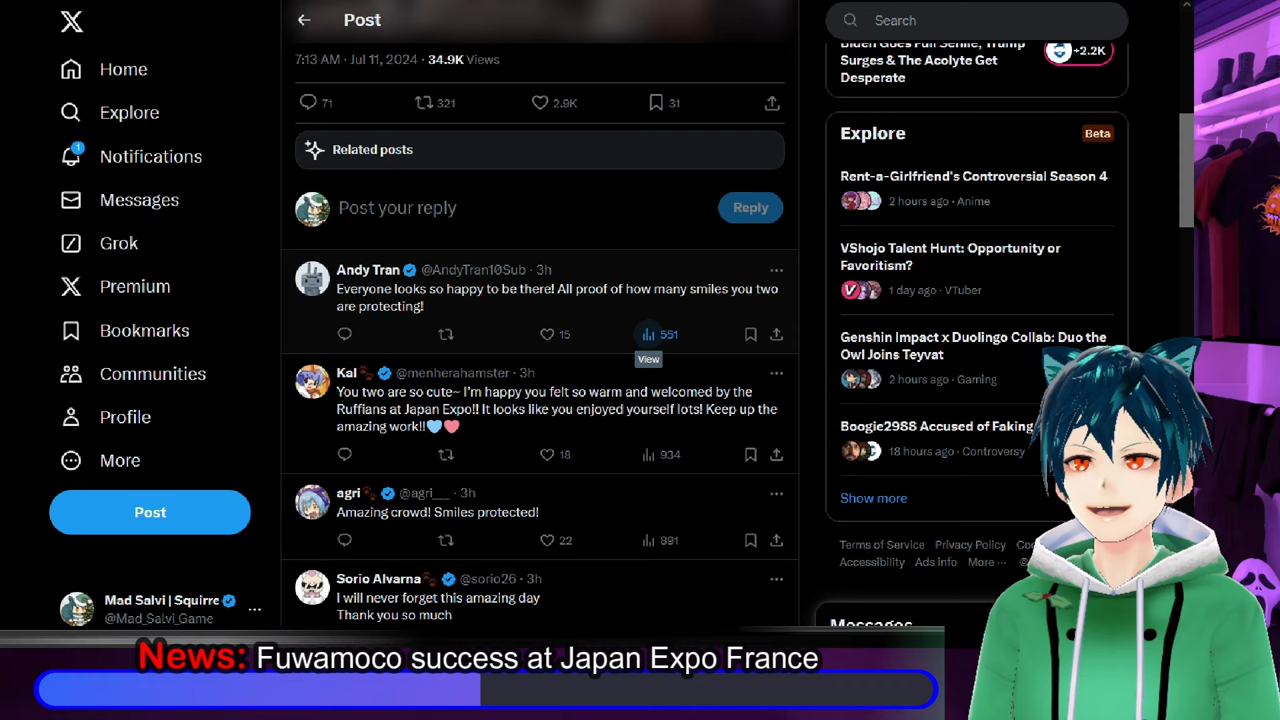 Post
7:13 AM · Jul 11, 2024 · 34.9K Views
71 321 2.9K 31
Related posts
Post your reply
Reply
Home
Explore
Notifications
1
Messages
Grok
Premium
Bookmarks
Communities
Profile
More
Post
Mad Salvi | Squirre
@Mad_Salvi_Game
Andy Tran @AndyTran10Sub · 3h
Everyone looks so happy to be there! All proof of how many smiles you two
are protecting!
15 551
View
Kal @menherahamster · 3h
You two are so cute~ I'm happy you felt so warm and welcomed by the
Ruffians at Japan Expo!! It looks like you enjoyed yourself lots! Keep up the
amazing work!!🩵🩷
18 934
agri @agri___ · 3h
Amazing crowd! Smiles protected!
22 891
Sorio Alvarna @sorio26 · 3h
I will never forget this amazing day
Thank you so much
Search
Biden Goes Full Senile, Trump
Surges & The Acolyte Get
Desperate
+2.2K
Explore
Beta
Rent-a-Girlfriend's Controversial Season 4
2 hours ago · Anime
VShojo Talent Hunt: Opportunity or
Favoritism?
1 day ago · VTuber
Genshin Impact x Duolingo Collab: Duo the
Owl Joins Teyvat
2 hours ago · Gaming
Boogie2988 Accused of Faking
18 hours ago · Controversy
Show more
Terms of Service Privacy Policy
Accessibility Ads Info More ···
Messages
News: Fuwamoco success at Japan Expo France